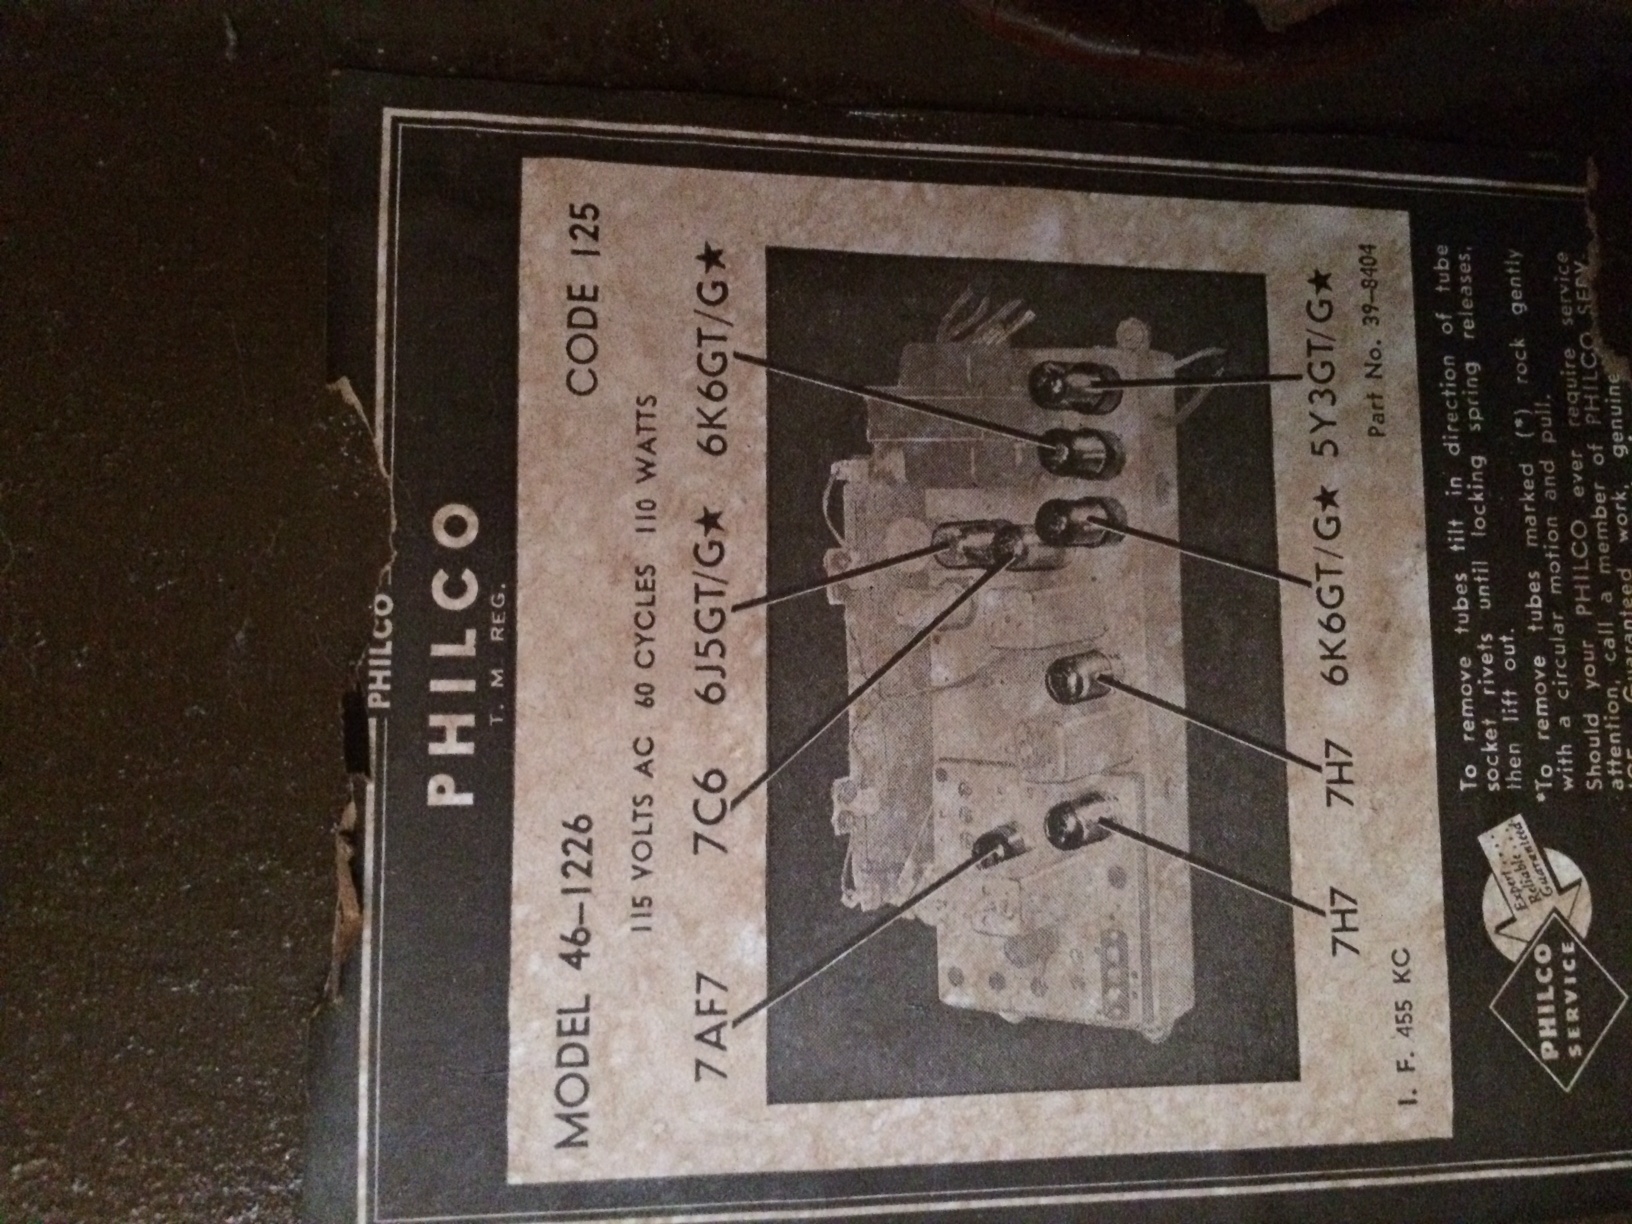 PHILCO
PHILCO
T. M REG.
MODEL 46-1226 CODE 125
115 VOLTS AC 60 CYCLES 110 WATTS
7AF7 7C6 6J5GT/G★ 6K6GT/G★
7H7 7H7 6K6GT/G★ 5Y3GT/G★
I. F. 455 KC Part No. 39-8404
PHILCO
SERVICE
Expert
Reliable
Guaranteed
To remove tubes tilt in direction of tube
socket rivets until locking spring releases,
then lift out.
*To remove tubes marked (*) rock gently
with a circular motion and pull.
Should your PHILCO ever require service
attention, call a member of PHILCO SERV
Guaranteed work, genuine